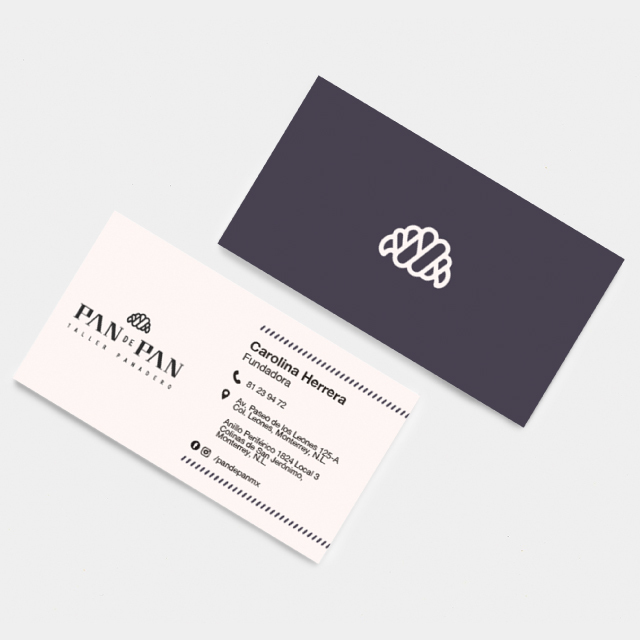 PAN DE PAN
TALLER PANADERO
Carolina Herrera
Fundadora
81 23 94 72
Av. Paseo de los Leones 125-A
Col. Leones, Monterrey, N.L.
Anillo Periférico 1824 Local 3
Colinas de San Jerónimo,
Monterrey, N.L.
/pandepanmx